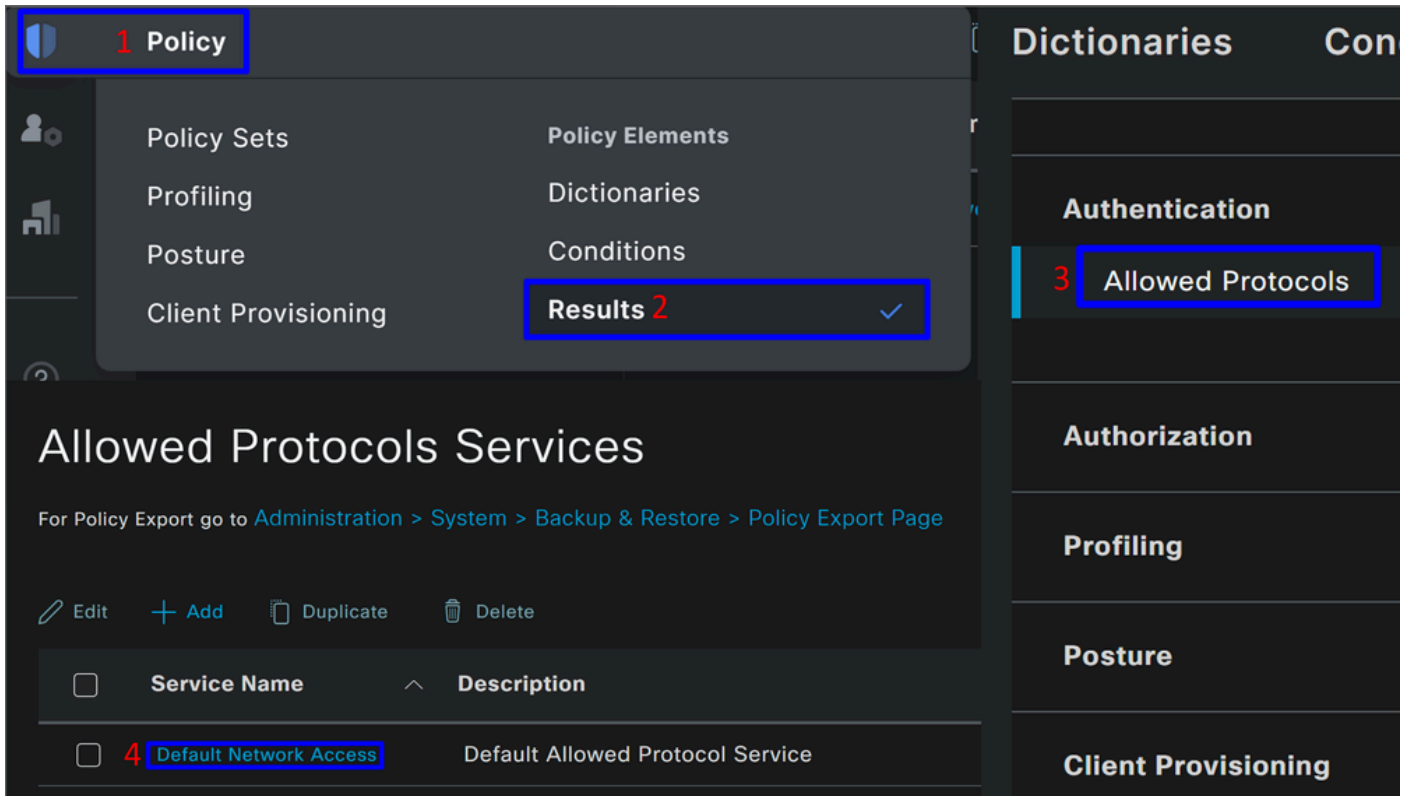 1 Policy
Policy Sets
Profiling
Posture
Client Provisioning
Policy Elements
Dictionaries
Conditions
Results 2
Dictionaries
Authentication
3 Allowed Protocols
Authorization
Profiling
Posture
Client Provisioning
Allowed Protocols Services
For Policy Export go to Administration > System > Backup & Restore > Policy Export Page
Edit Add Duplicate Delete
Service Name Description
4 Default Network Access Default Allowed Protocol Service